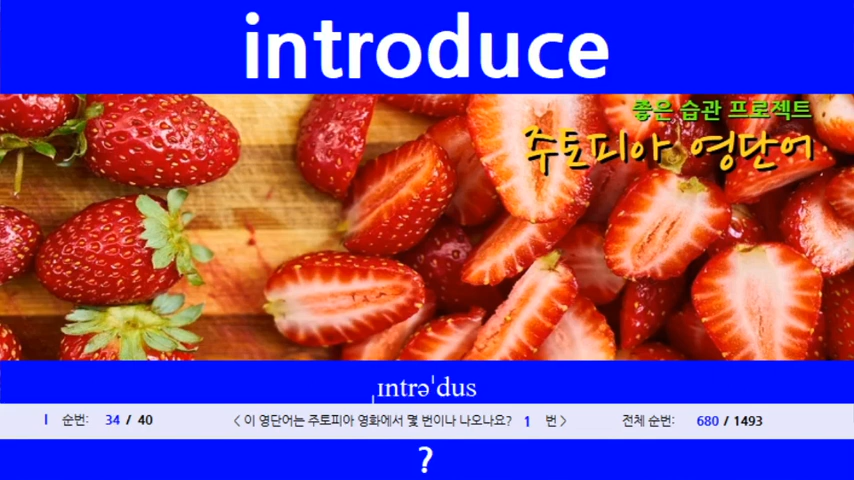 introduce
좋은 습관 프로젝트
주토피아 영단어
ˌɪntrəˈdus
I 순번: 34 / 40 < 이 영단어는 주토피아 영화에서 몇 번이나 나오나요? 1 번 > 전체 순번: 680 / 1493
?